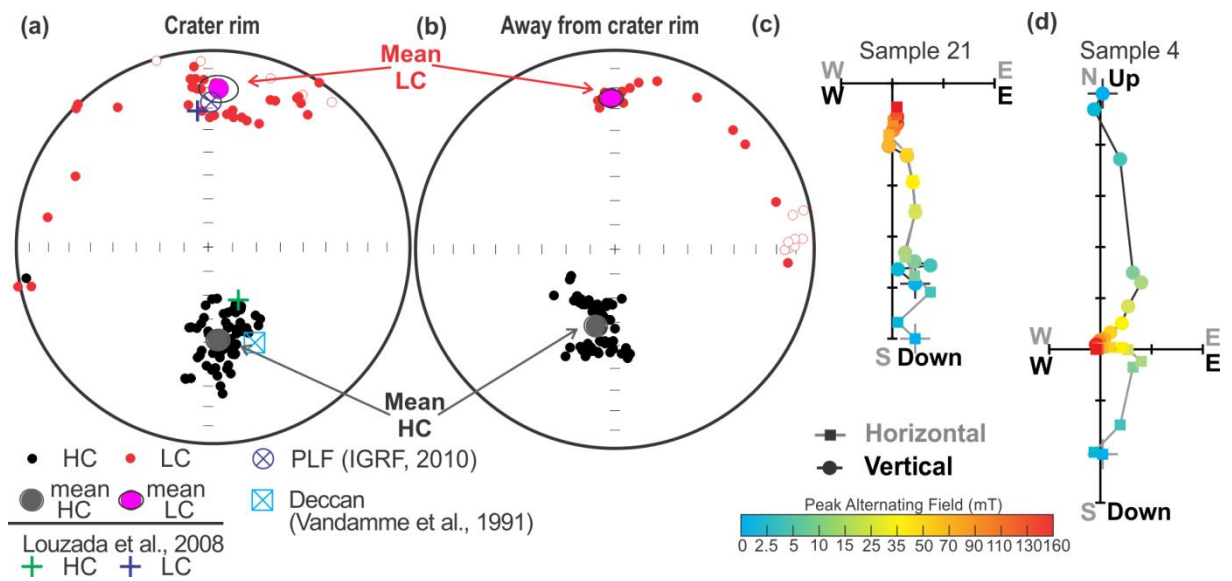 (a)
Crater rim
(b)
Away from crater rim
(c)
(d)
Mean
LC
Mean
HC
Sample 21
W
E
W
E
S
Down
Sample 4
N
Up
W
E
W
E
S
Down
Horizontal
Vertical
Peak Alternating Field (mT)
0 2.5 5 10 15 25 35 50 70 90 110 130 160
HC
LC
PLF (IGRF, 2010)
mean
HC
mean
LC
Deccan
(Vandamme et al., 1991)
Louzada et al., 2008
HC
LC